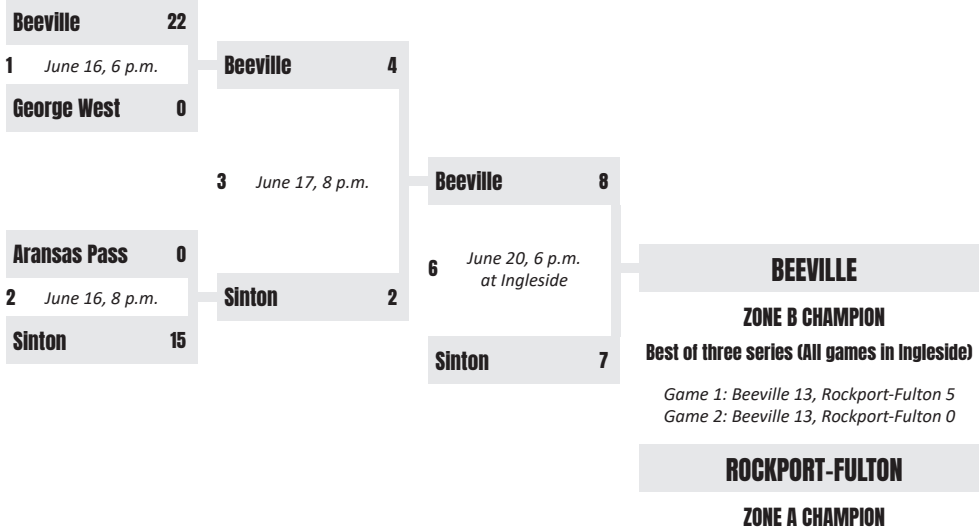 Beeville 22
1 June 16, 6 p.m.
George West 0
Beeville 4
3 June 17, 8 p.m.
Aransas Pass 0
2 June 16, 8 p.m.
Sinton 15
Sinton 2
Beeville 8
6 June 20, 6 p.m.
at Ingleside
Sinton 7
BEEVILLE
ZONE B CHAMPION
Best of three series (All games in Ingleside)
Game 1: Beeville 13, Rockport-Fulton 5
Game 2: Beeville 13, Rockport-Fulton 0
ROCKPORT-FULTON
ZONE A CHAMPION